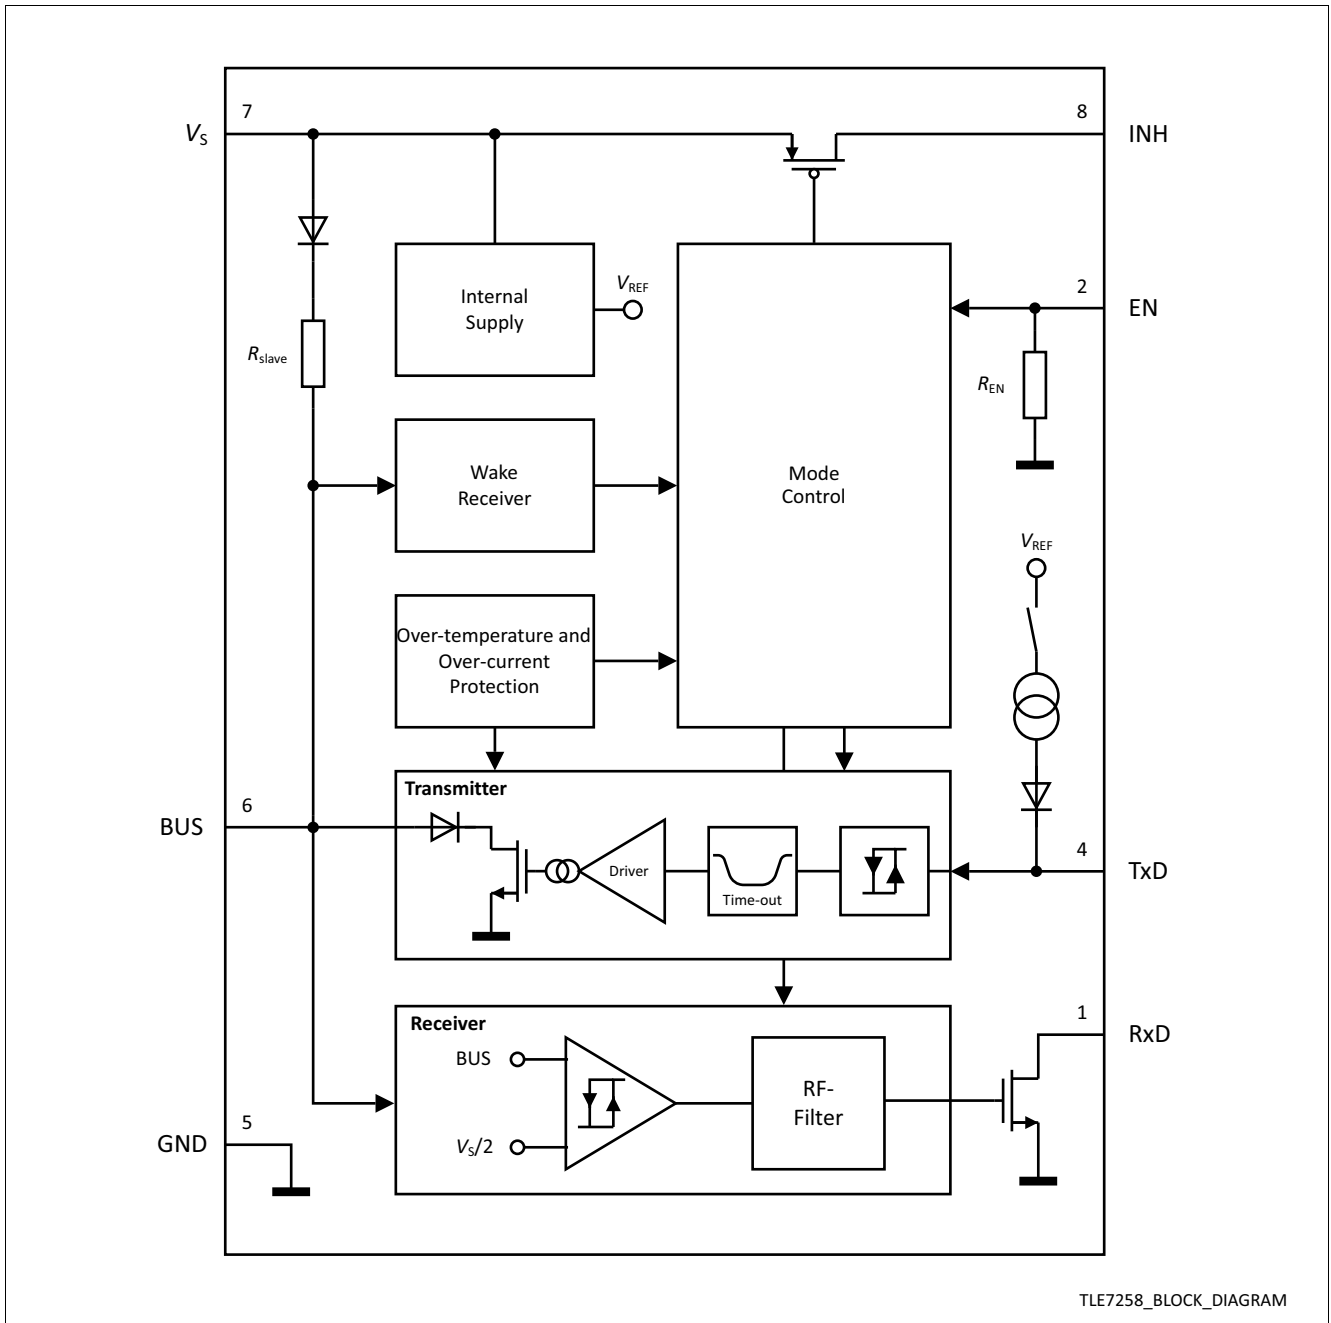 7
8
VS
INH
Internal
Supply
VREF
2
EN
Rslave
REN
Wake
Receiver
Mode
Control
VREF
Over-temperature and
Over-current
Protection
Transmitter
6
BUS
Driver
Time-out
4
TxD
Receiver
1
RxD
BUS
RF-
Filter
5
GND
VS/2
TLE7258_BLOCK_DIAGRAM